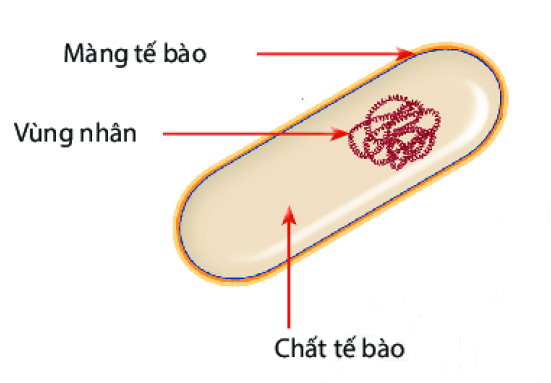 Màng tế bào
Vùng nhân
Chất tế bào